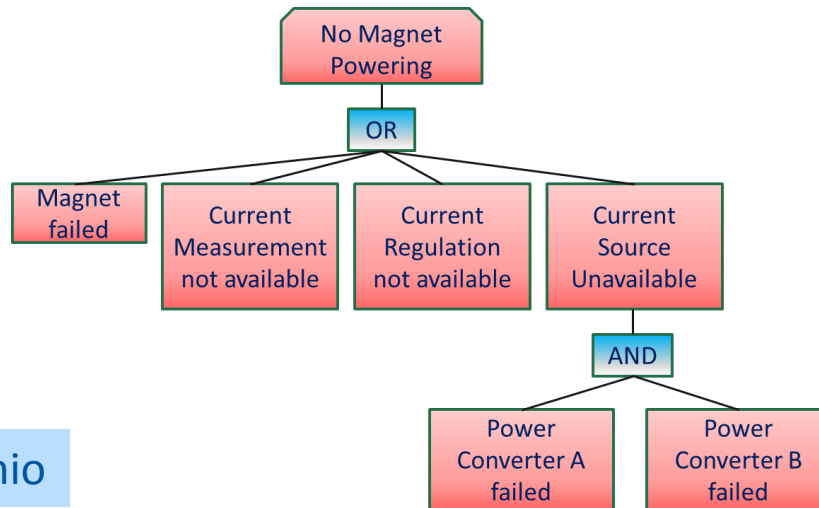 No Magnet
Powering
OR
Magnet
failed
Current
Measurement
not available
Current
Regulation
not available
Current
Source
Unavailable
AND
Power
Converter A
failed
Power
Converter B
failed
nio